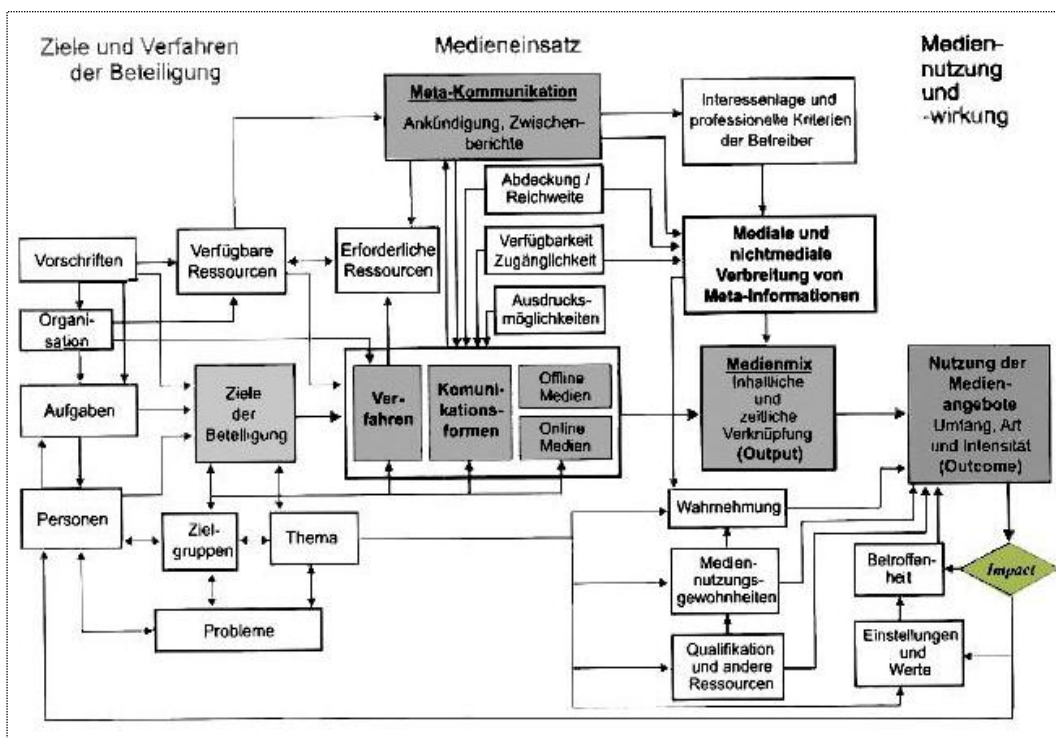 Ziele und Verfahren
der Beteiligung
Medieneinsatz
Medien-
nutzung
und
-wirkung
Meta-Kommunikation
Ankündigung, Zwischen-
berichte
Interessenlage und
professionelle Kriterien
der Betreiber
Abdeckung /
Reichweite
Vorschriften
Verfügbare
Ressourcen
Erforderliche
Ressourcen
Verfügbarkeit
Zugänglichkeit
Mediale und
nichtmediale
Verbreitung von
Meta-Informationen
Organi-
sation
Ausdrucks-
möglichkeiten
Aufgaben
Ziele
der
Beteiligung
Ver-
fahren
Komunikations-
formen
Offline
Medien
Online
Medien
Medienmix
Inhaltliche
und
zeitliche
Verknüpfung
(Output)
Nutzung der
Medien-
angebote
Umfang, Art
und Intensität
(Outcome)
Personen
Ziel-
gruppen
Thema
Wahrnehmung
Medien-
nutzungs-
gewohnheiten
Betroffen-
heit
Impact
Probleme
Qualifikation
und andere
Ressourcen
Einstellungen
und
Werte